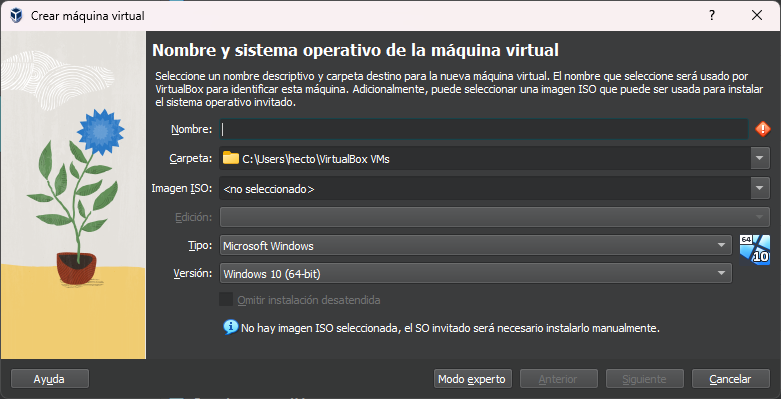 Crear máquina virtual
?
Nombre y sistema operativo de la máquina virtual
Seleccione un nombre descriptivo y carpeta destino para la nueva máquina virtual. El nombre que seleccione será usado por
VirtualBox para identificar esta máquina. Adicionalmente, puede seleccionar una imagen ISO que puede ser usada para instalar
el sistema operativo invitado.
Nombre:
Carpeta: C:\Users\hecto\VirtualBox VMs
Imagen ISO: <no seleccionado>
Edición:
Tipo: Microsoft Windows
64
10
Versión: Windows 10 (64-bit)
Omitir instalación desatendida
No hay imagen ISO seleccionada, el SO invitado será necesario instalarlo manualmente.
Ayuda Modo experto Anterior Siguiente Cancelar